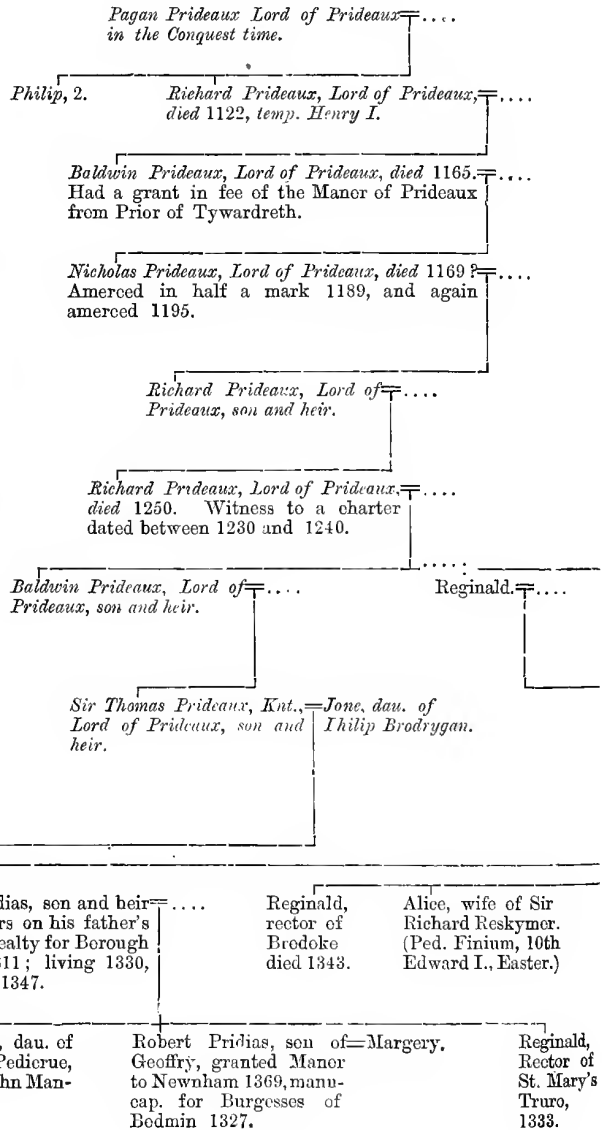 Pagan Prideaux Lord of Prideaux=....
in the Conquest time.
Philip, 2.
Richard Prideaux, Lord of Prideaux,=....
died 1122, temp. Henry I.
Baldwin Prideaux, Lord of Prideaux, died 1165.=....
Had a grant in fee of the Manor of Prideaux
from Prior of Tywardreth.
Nicholas Prideaux, Lord of Prideaux, died 1169 ?=....
Amerced in half a mark 1189, and again
amerced 1195.
Richard Prideaux, Lord of=....
Prideaux, son and heir.
Richard Prideaux, Lord of Prideaux,=....
died 1250. Witness to a charter
dated between 1230 and 1240.
Baldwin Prideaux, Lord of=....
Prideaux, son and heir.
Reginald.=....
Sir Thomas Prideaux, Knt.,=Jone, dau. of
Lord of Prideaux, son and Philip Brodrygan.
heir.
dias, son and heir=....
rs on his father's
ealty for Borough
311; living 1330,
1347.
Reginald,
rector of
Brodoke
died 1343.
Alice, wife of Sir
Richard Reskymer.
(Ped. Finium, 10th
Edward I., Easter.)
, dau. of
Pedicrue,
hn Man-
Robert Pridias, son of=Margery.
Geoffry, granted Manor
to Newnham 1369, manu-
cap. for Burgesses of
Bodmin 1327.
Reginald,
Rector of
St. Mary's
Truro,
1333.